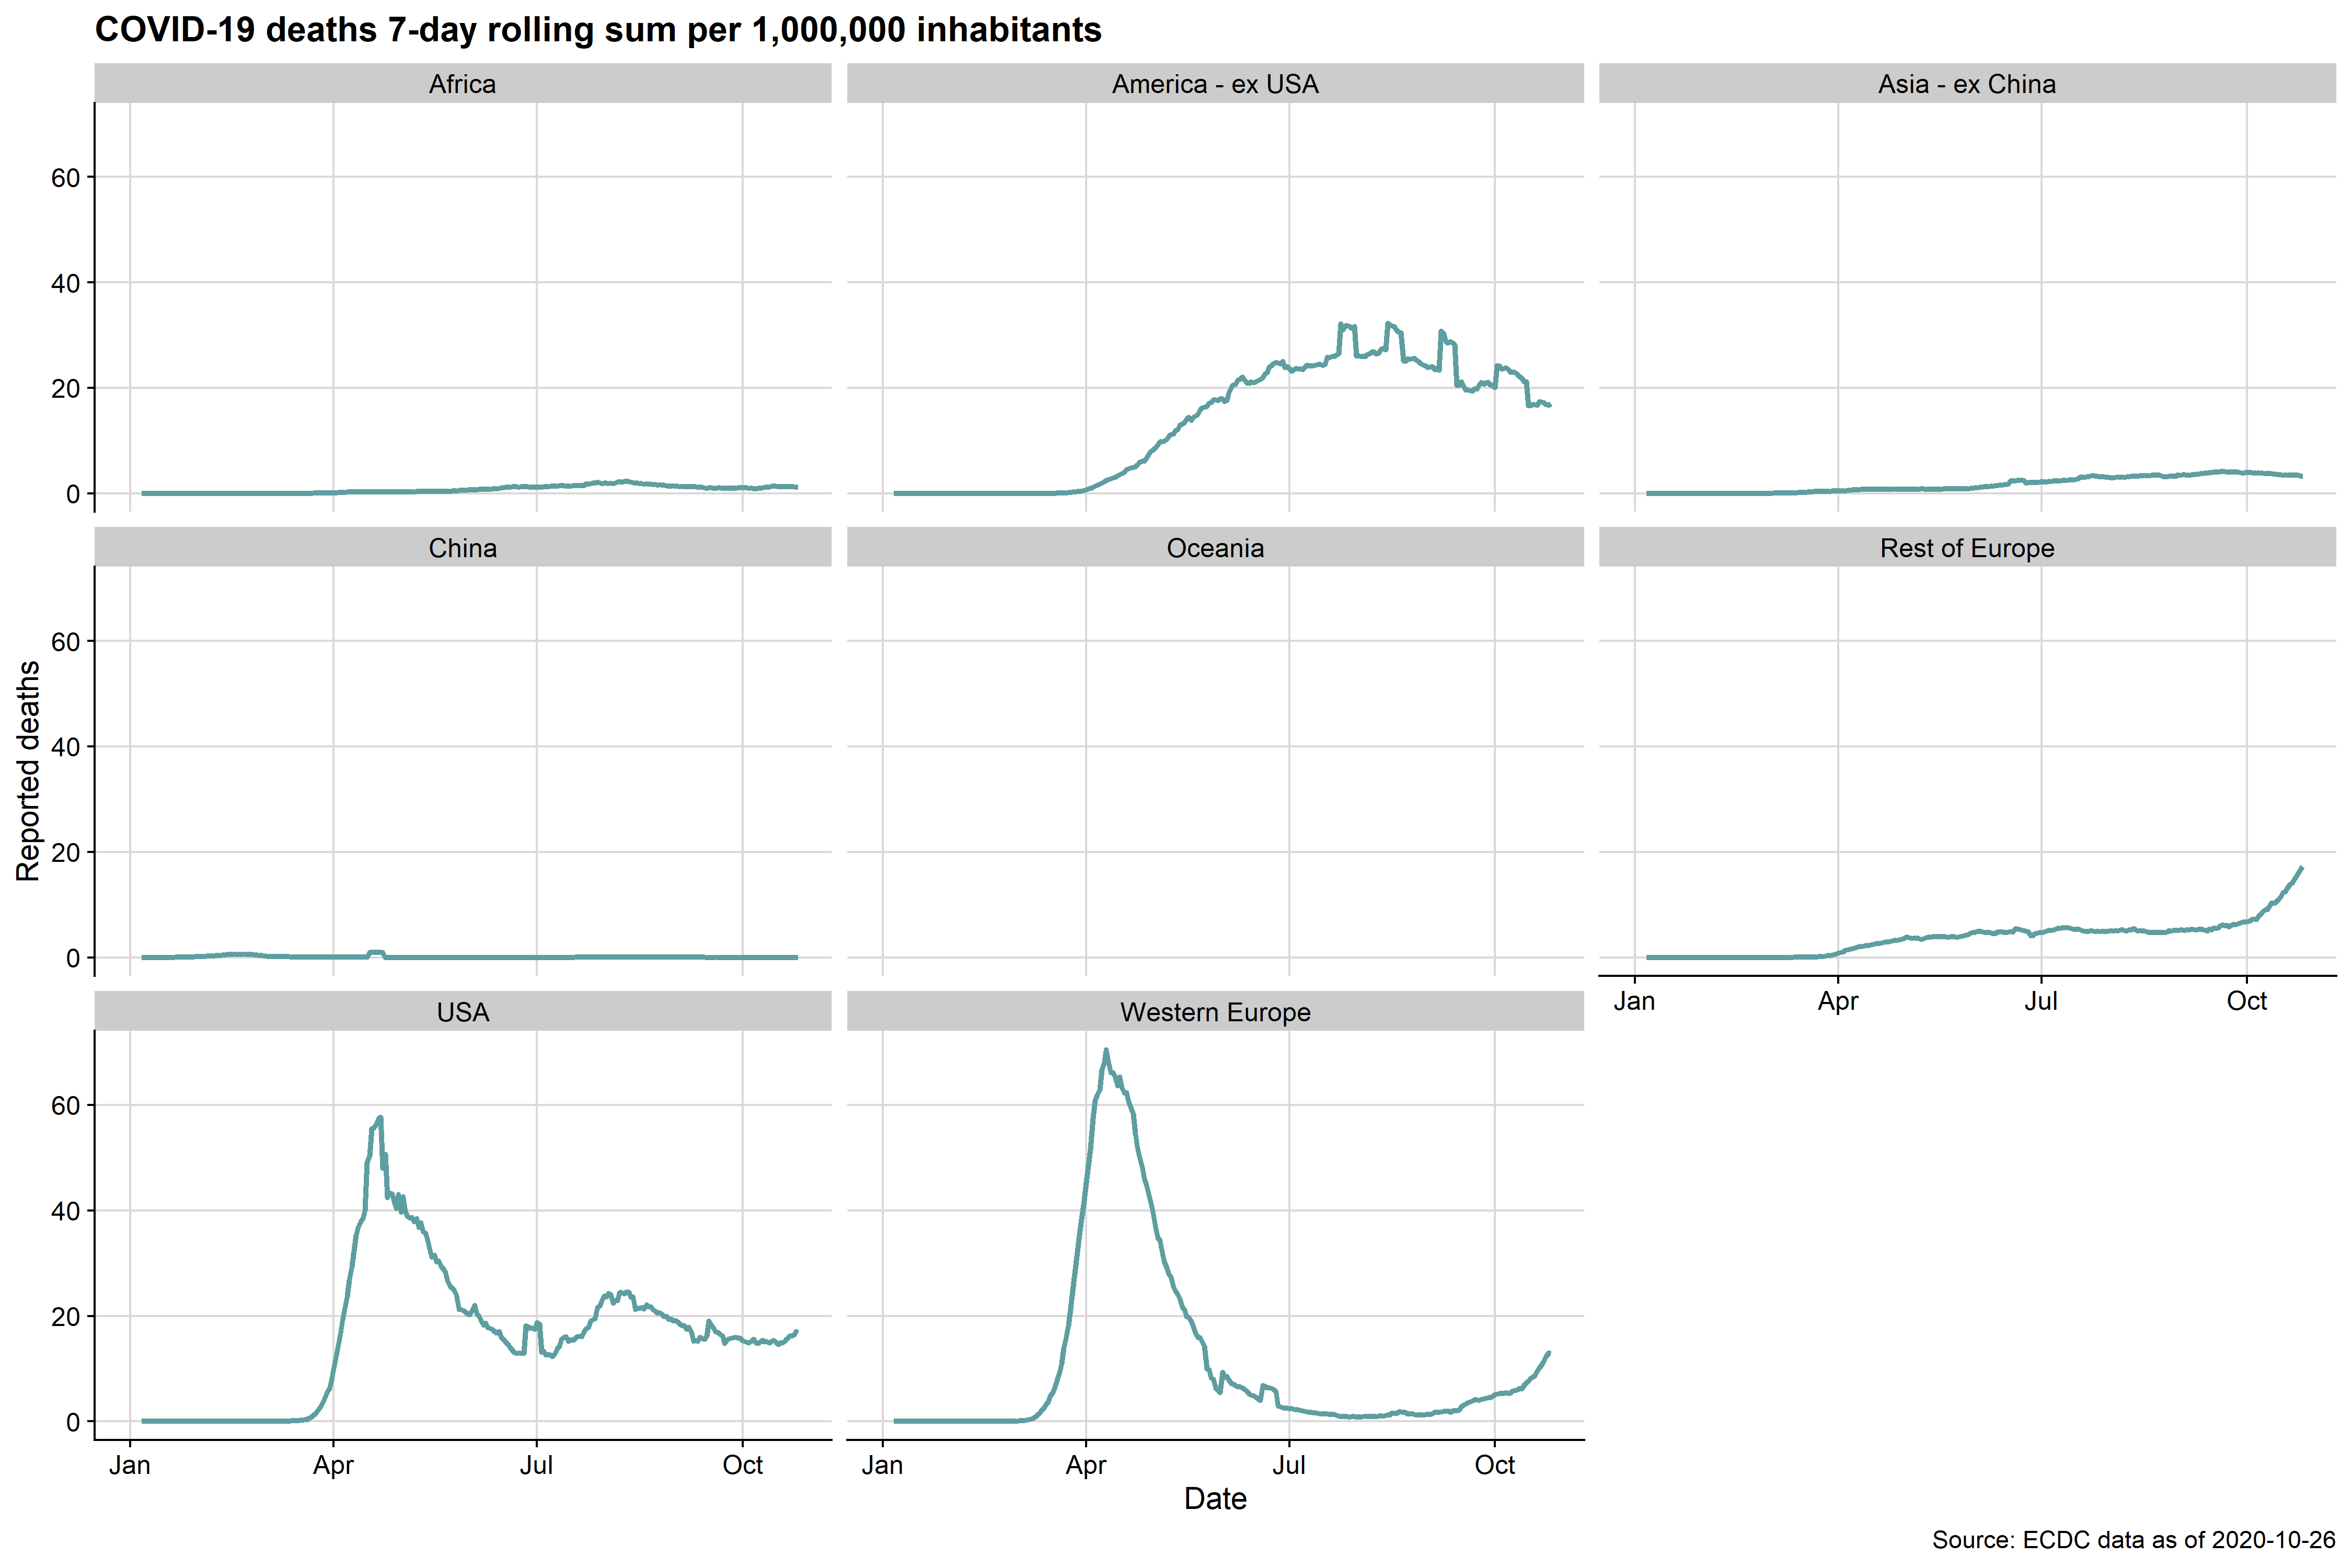 COVID-19 deaths 7-day rolling sum per 1,000,000 inhabitants
Africa
America - ex USA
Asia - ex China
60
40
20
0
China
Oceania
Rest of Europe
60
40
20
0
Reported deaths
Jan Apr Jul Oct
USA
Western Europe
60
40
20
0
Jan Apr Jul Oct
Jan Apr Jul Oct
Date
Source: ECDC data as of 2020-10-26